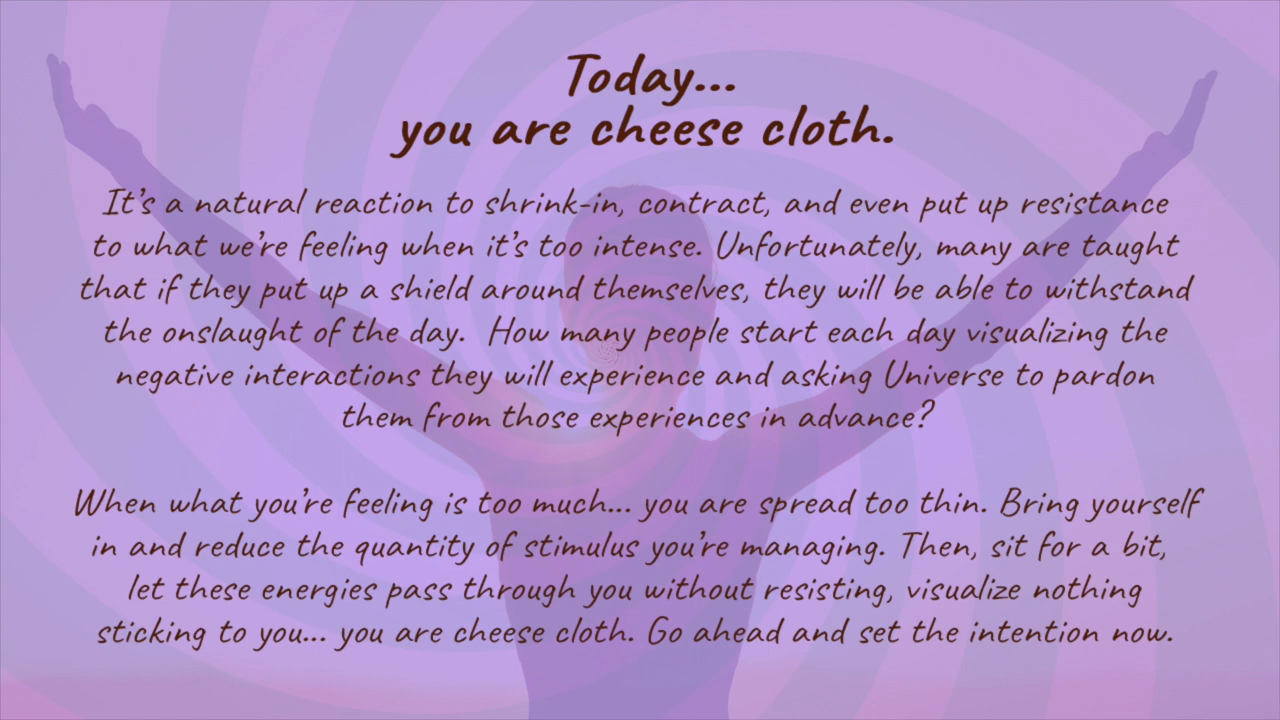 Today...
you are cheese cloth.
It's a natural reaction to shrink-in, contract, and even put up resistance
to what we're feeling when it's too intense. Unfortunately, many are taught
that if they put up a shield around themselves, they will be able to withstand
the onslaught of the day.  How many people start each day visualizing the
negative interactions they will experience and asking Universe to pardon
them from those experiences in advance?
When what you're feeling is too much... you are spread too thin. Bring yourself
in and reduce the quantity of stimulus you're managing. Then, sit for a bit,
let these energies pass through you without resisting, visualize nothing
sticking to you... you are cheese cloth. Go ahead and set the intention now.